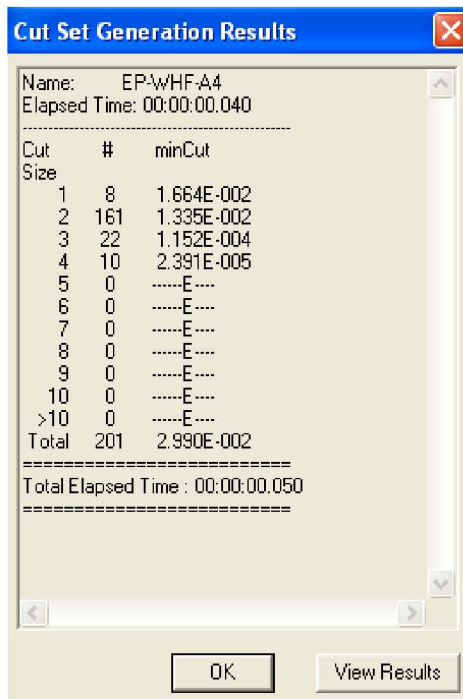 Cut Set Generation Results
Name: EP-WHF-A4
Elapsed Time: 00:00:00.040
---------------------------------------------------
Cut # minCut
Size
1 8 1.664E-002
2 161 1.335E-002
3 22 1.152E-004
4 10 2.391E-005
5 0 ------E----
6 0 ------E----
7 0 ------E----
8 0 ------E----
9 0 ------E----
10 0 ------E----
>10 0 ------E----
Total 201 2.990E-002
==========================
Total Elapsed Time : 00:00:00.050
==========================
OK View Results